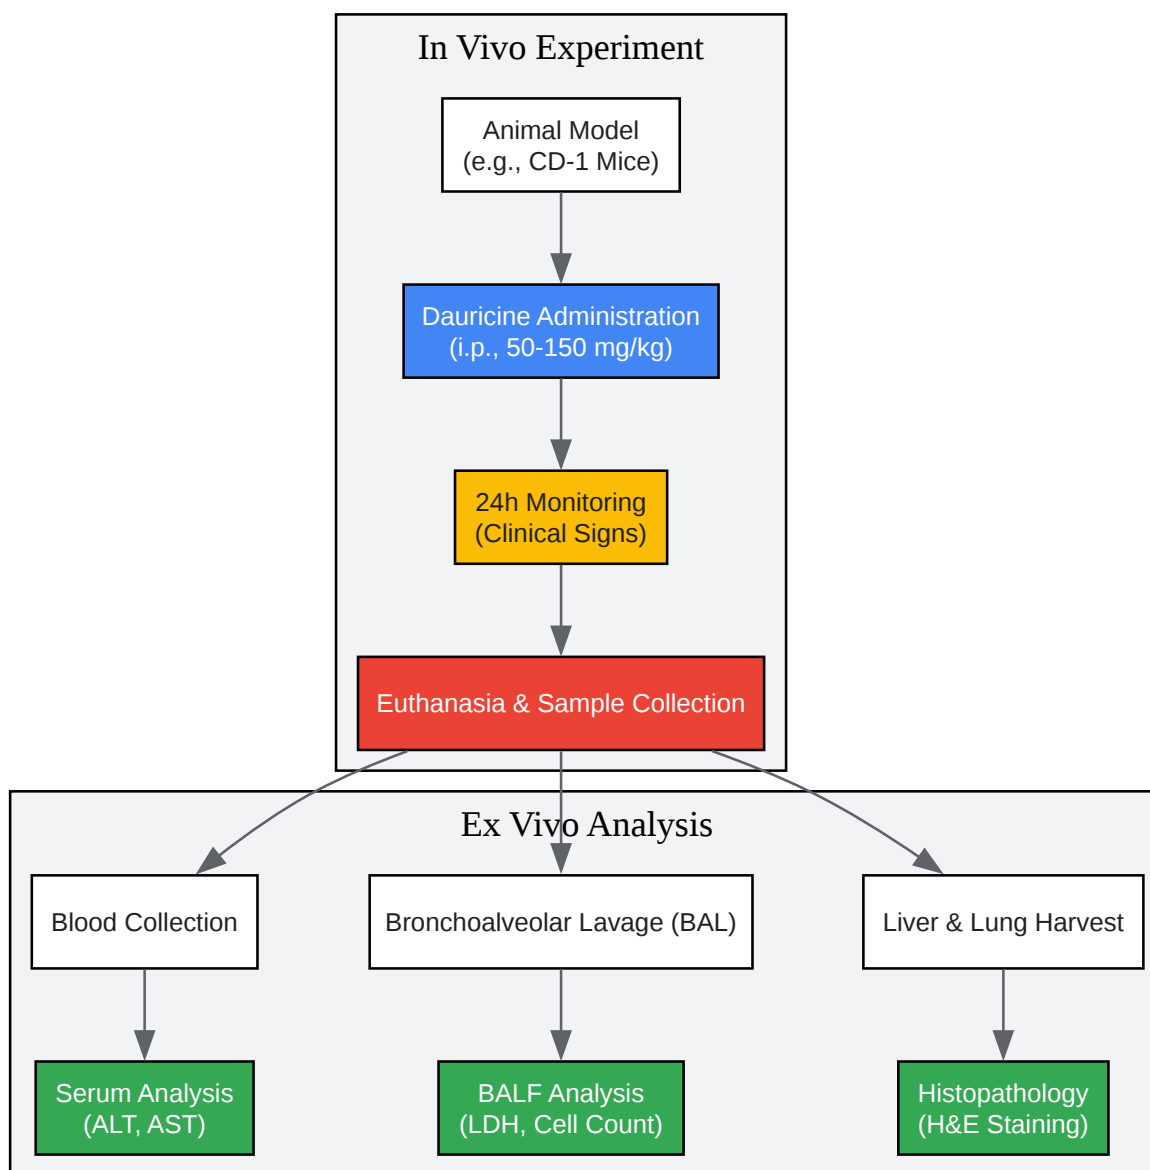 In Vivo Experiment
Animal Model
(e.g., CD-1 Mice)
Dauricine Administration
(i.p., 50-150 mg/kg)
24h Monitoring
(Clinical Signs)
Euthanasia & Sample Collection
Ex Vivo Analysis
Blood Collection
Bronchoalveolar Lavage (BAL)
Liver & Lung Harvest
Serum Analysis
(ALT, AST)
BALF Analysis
(LDH, Cell Count)
Histopathology
(H&E Staining)